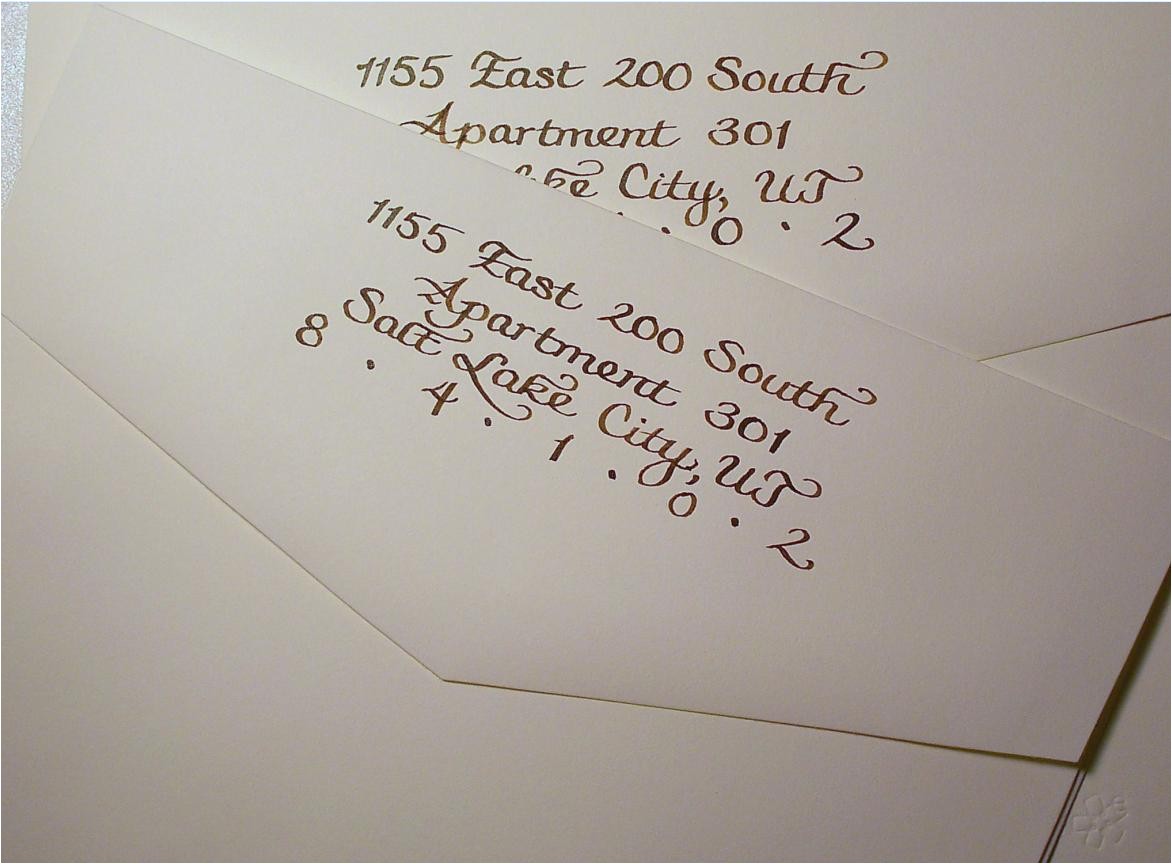 1155 East 200 South
Apartment 301
Lake City, UT
0 · 2
1155 East 200 South
Apartment 301
Salt Lake City, UT
8 · 4 · 1 · 0 · 2